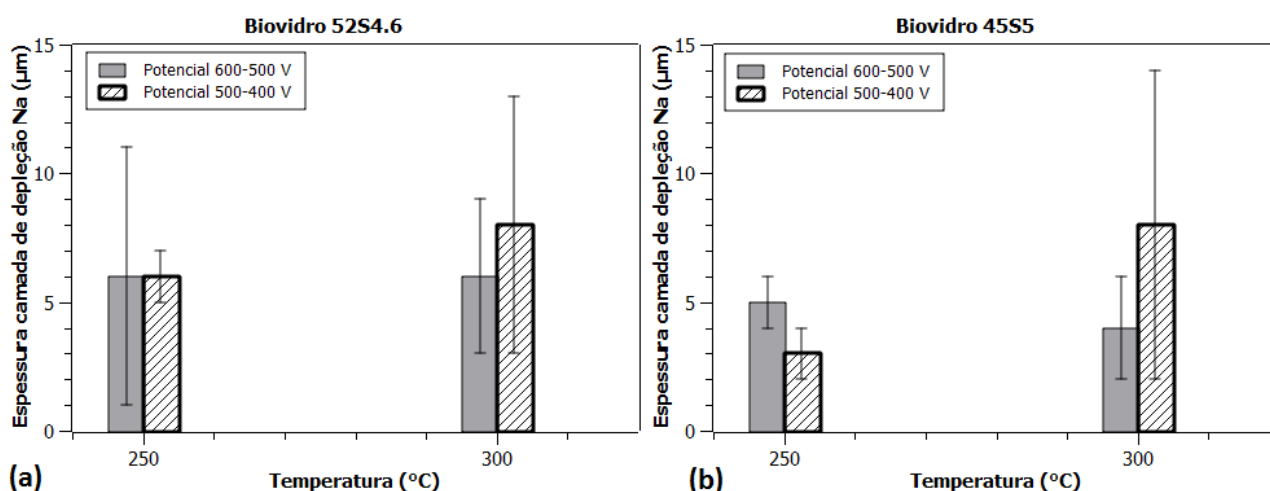 Biovidro 52S4.6
Espessura camada de depleção Na (µm)
15
10
5
0
Potencial 600-500 V
Potencial 500-400 V
250
300
Temperatura (°C)
(a)
Biovidro 45S5
Espessura camada de depleção Na (µm)
15
10
5
0
Potencial 600-500 V
Potencial 500-400 V
250
300
Temperatura (°C)
(b)